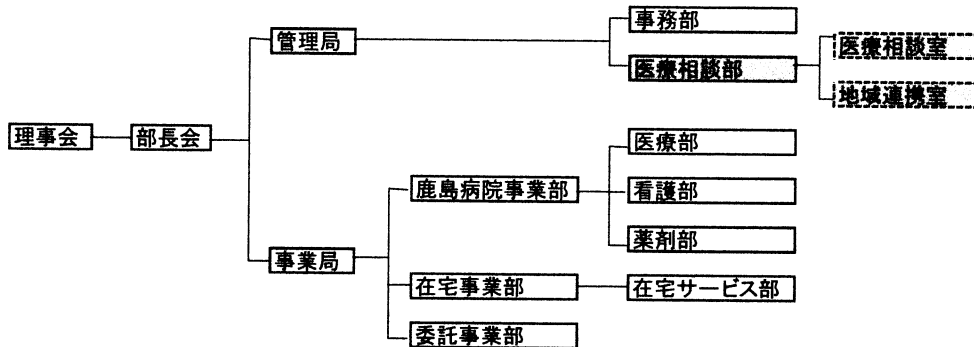 事務部
管理局
医療相談室
医療相談部
地域連携室
理事会
部長会
医療部
鹿島病院事業部
看護部
薬剤部
事業局
在宅事業部
在宅サービス部
委託事業部